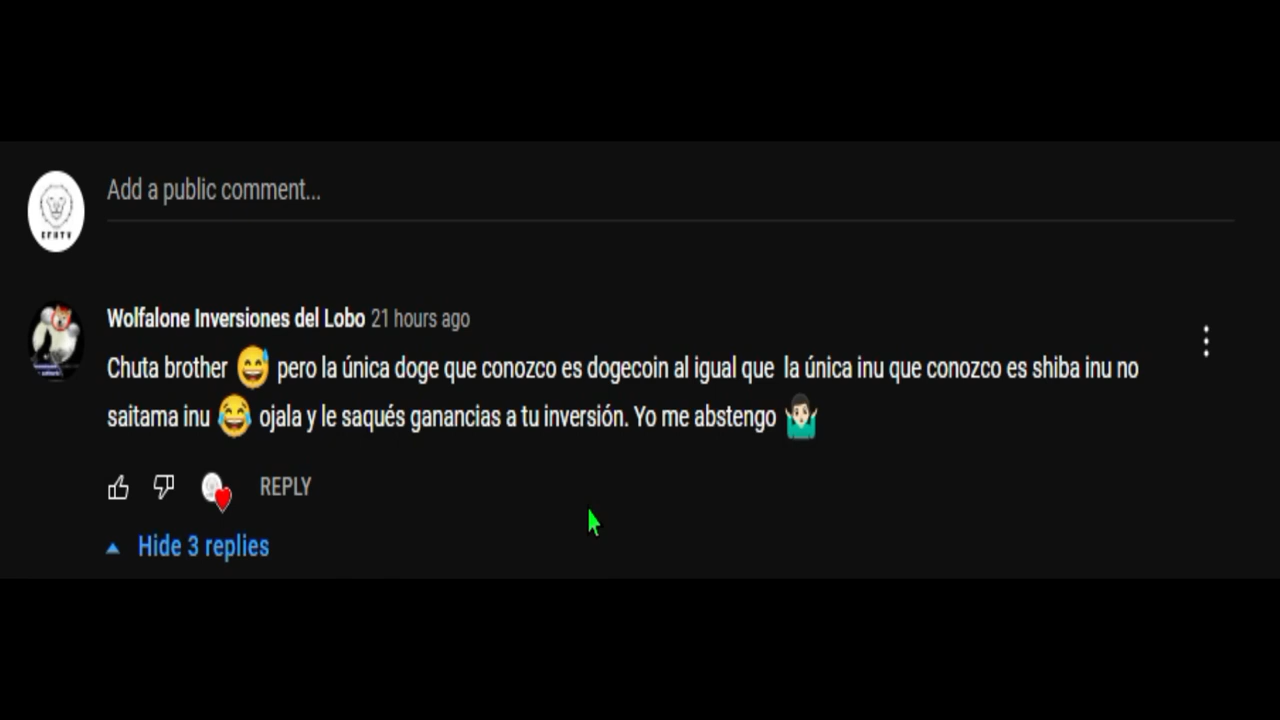 Add a public comment...
EFHTV
Wolfalone Inversiones del Lobo 21 hours ago
Chuta brother 😅 pero la única doge que conozco es dogecoin al igual que la única inu que conozco es shiba inu no
saitama inu 😂 ojala y le saqués ganancias a tu inversión. Yo me abstengo 🤷🏻‍♂️
REPLY
Hide 3 replies